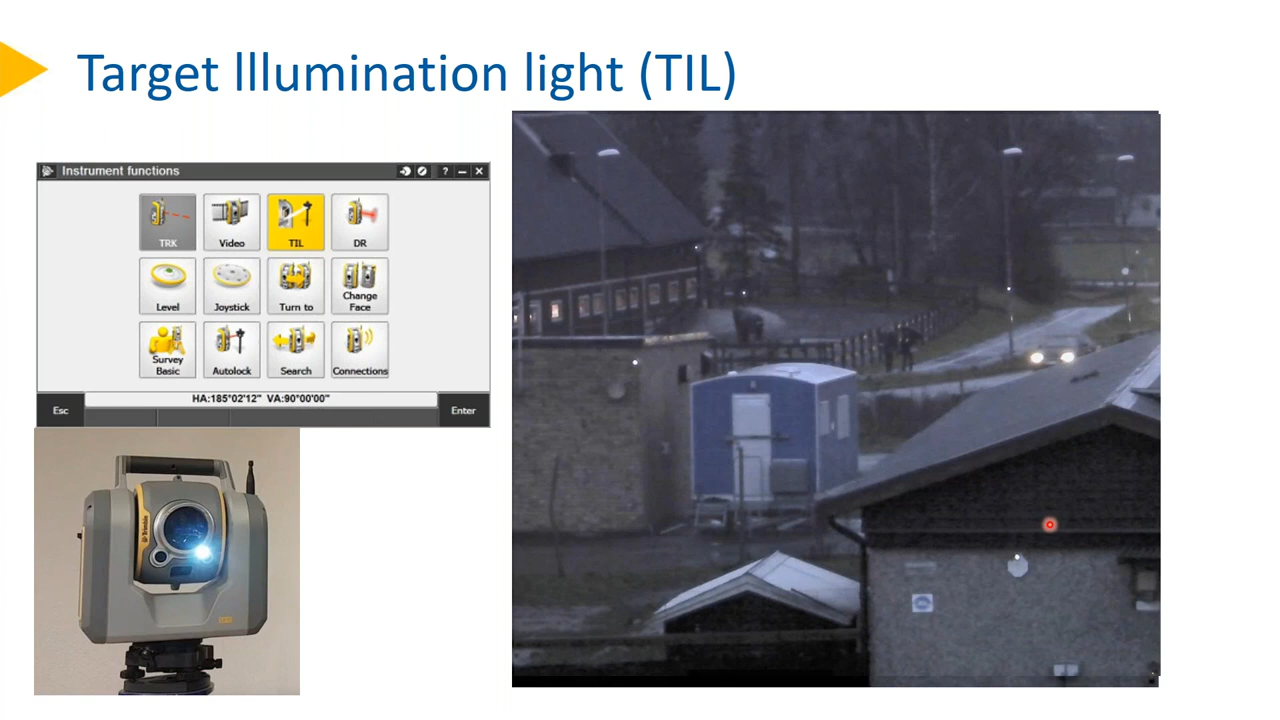 Target Illumination light (TIL)
Instrument functions
?
TRK
Video
TIL
DR
Level
Joystick
Turn to
Change
Face
Survey
Basic
Autolock
Search
Connections
Esc
HA:185°02'12" VA:90°00'00"
Enter
Trimble